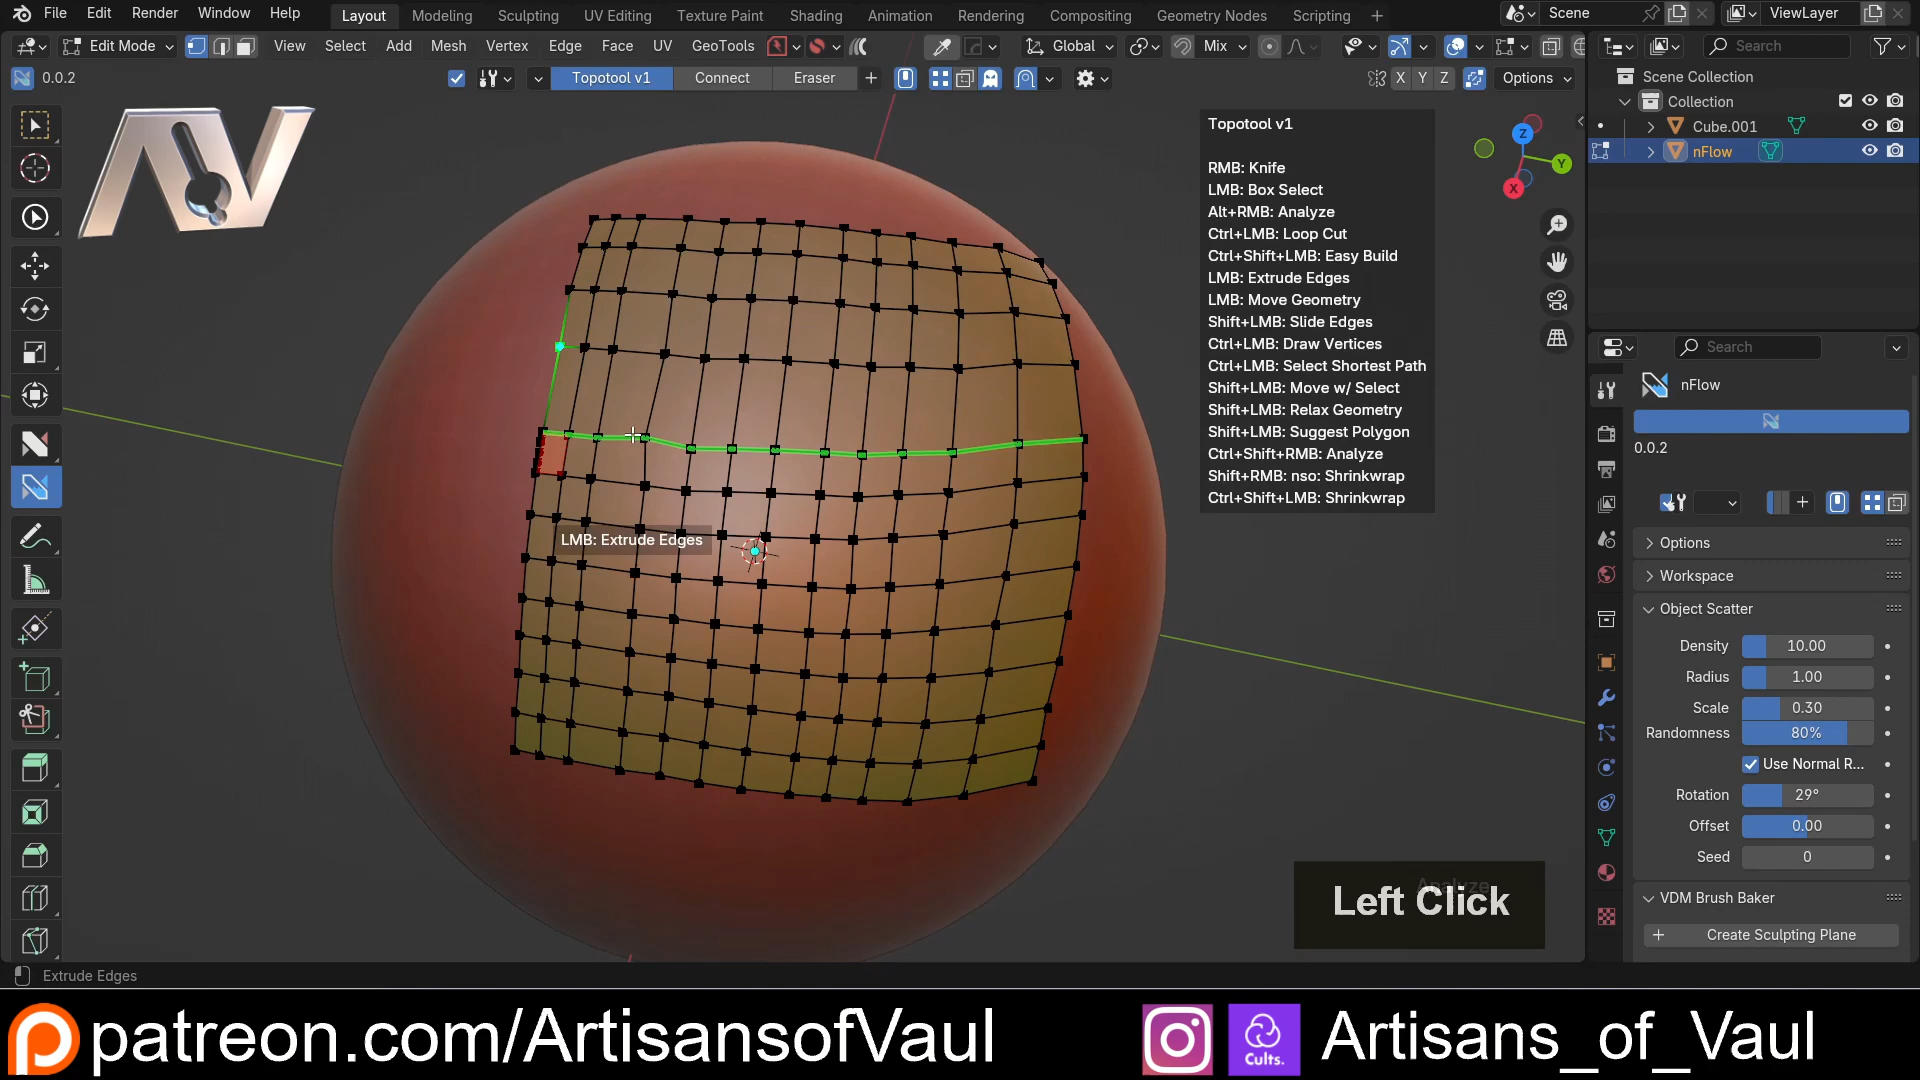 File Edit Render Window Help Layout Modeling Sculpting UV Editing Texture Paint Shading Animation Rendering Compositing Geometry Nodes Scripting + Scene ViewLayer
Edit Mode View Select Add Mesh Vertex Edge Face UV GeoTools Global Mix Search
0.0.2 Topotool v1 Connect Eraser + X Y Z Options
Scene Collection
Collection
Cube.001
nFlow
AV
Topotool v1
RMB: Knife
LMB: Box Select
Alt+RMB: Analyze
Ctrl+LMB: Loop Cut
Ctrl+Shift+LMB: Easy Build
LMB: Extrude Edges
LMB: Move Geometry
Shift+LMB: Slide Edges
Ctrl+LMB: Draw Vertices
Ctrl+LMB: Select Shortest Path
Shift+LMB: Move w/ Select
Shift+LMB: Relax Geometry
Shift+LMB: Suggest Polygon
Ctrl+Shift+RMB: Analyze
Shift+RMB: nso: Shrinkwrap
Ctrl+Shift+LMB: Shrinkwrap
Z
Y
X
LMB: Extrude Edges
Search
nFlow
0.0.2
Options
Workspace
Object Scatter
Density 10.00
Radius 1.00
Scale 0.30
Randomness 80%
Use Normal R...
Rotation 29°
Offset 0.00
Seed 0
VDM Brush Baker
+ Create Sculpting Plane
Analyze
Left Click
Extrude Edges
patreon.com/ArtisansofVaul
Cults.
Artisans_of_Vaul